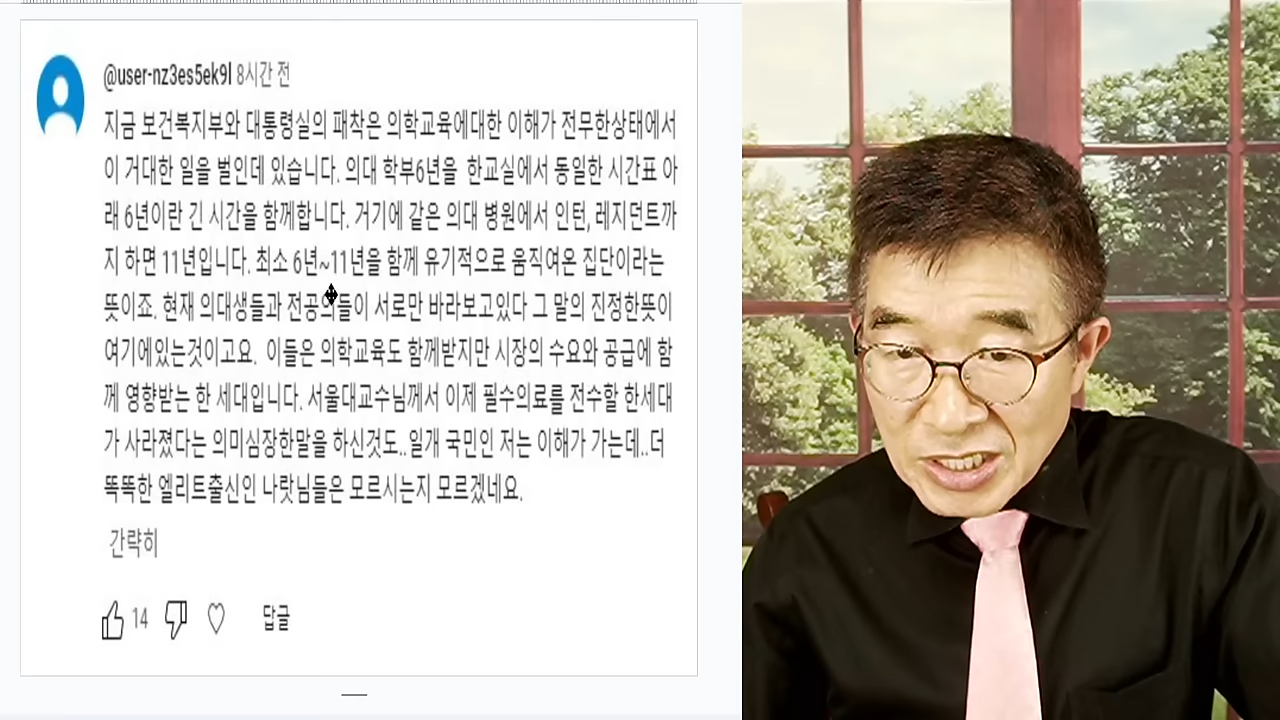 @user-nz3es5ek9l 8시간 전
지금 보건복지부와 대통령실의 패착은 의학교육에대한 이해가 전무한상태에서
이 거대한 일을 벌인데 있습니다. 의대 학부6년을 한교실에서 동일한 시간표 아
래 6년이란 긴 시간을 함께합니다. 거기에 같은 의대 병원에서 인턴, 레지던트까
지 하면 11년입니다. 최소 6년~11년을 함께 유기적으로 움직여온 집단이라는
뜻이죠. 현재 의대생들과 전공의들이 서로만 바라보고있다 그 말의 진정한뜻이
여기에있는것이고요. 이들은 의학교육도 함께받지만 시장의 수요와 공급에 함
께 영향받는 한 세대입니다. 서울대교수님께서 이제 필수의료를 전수할 한세대
가 사라졌다는 의미심장한말을 하신것도..일개 국민인 저는 이해가 가는데..더
똑똑한 엘리트출신인 나랏님들은 모르시는지 모르겠네요.
간략히
14 답글